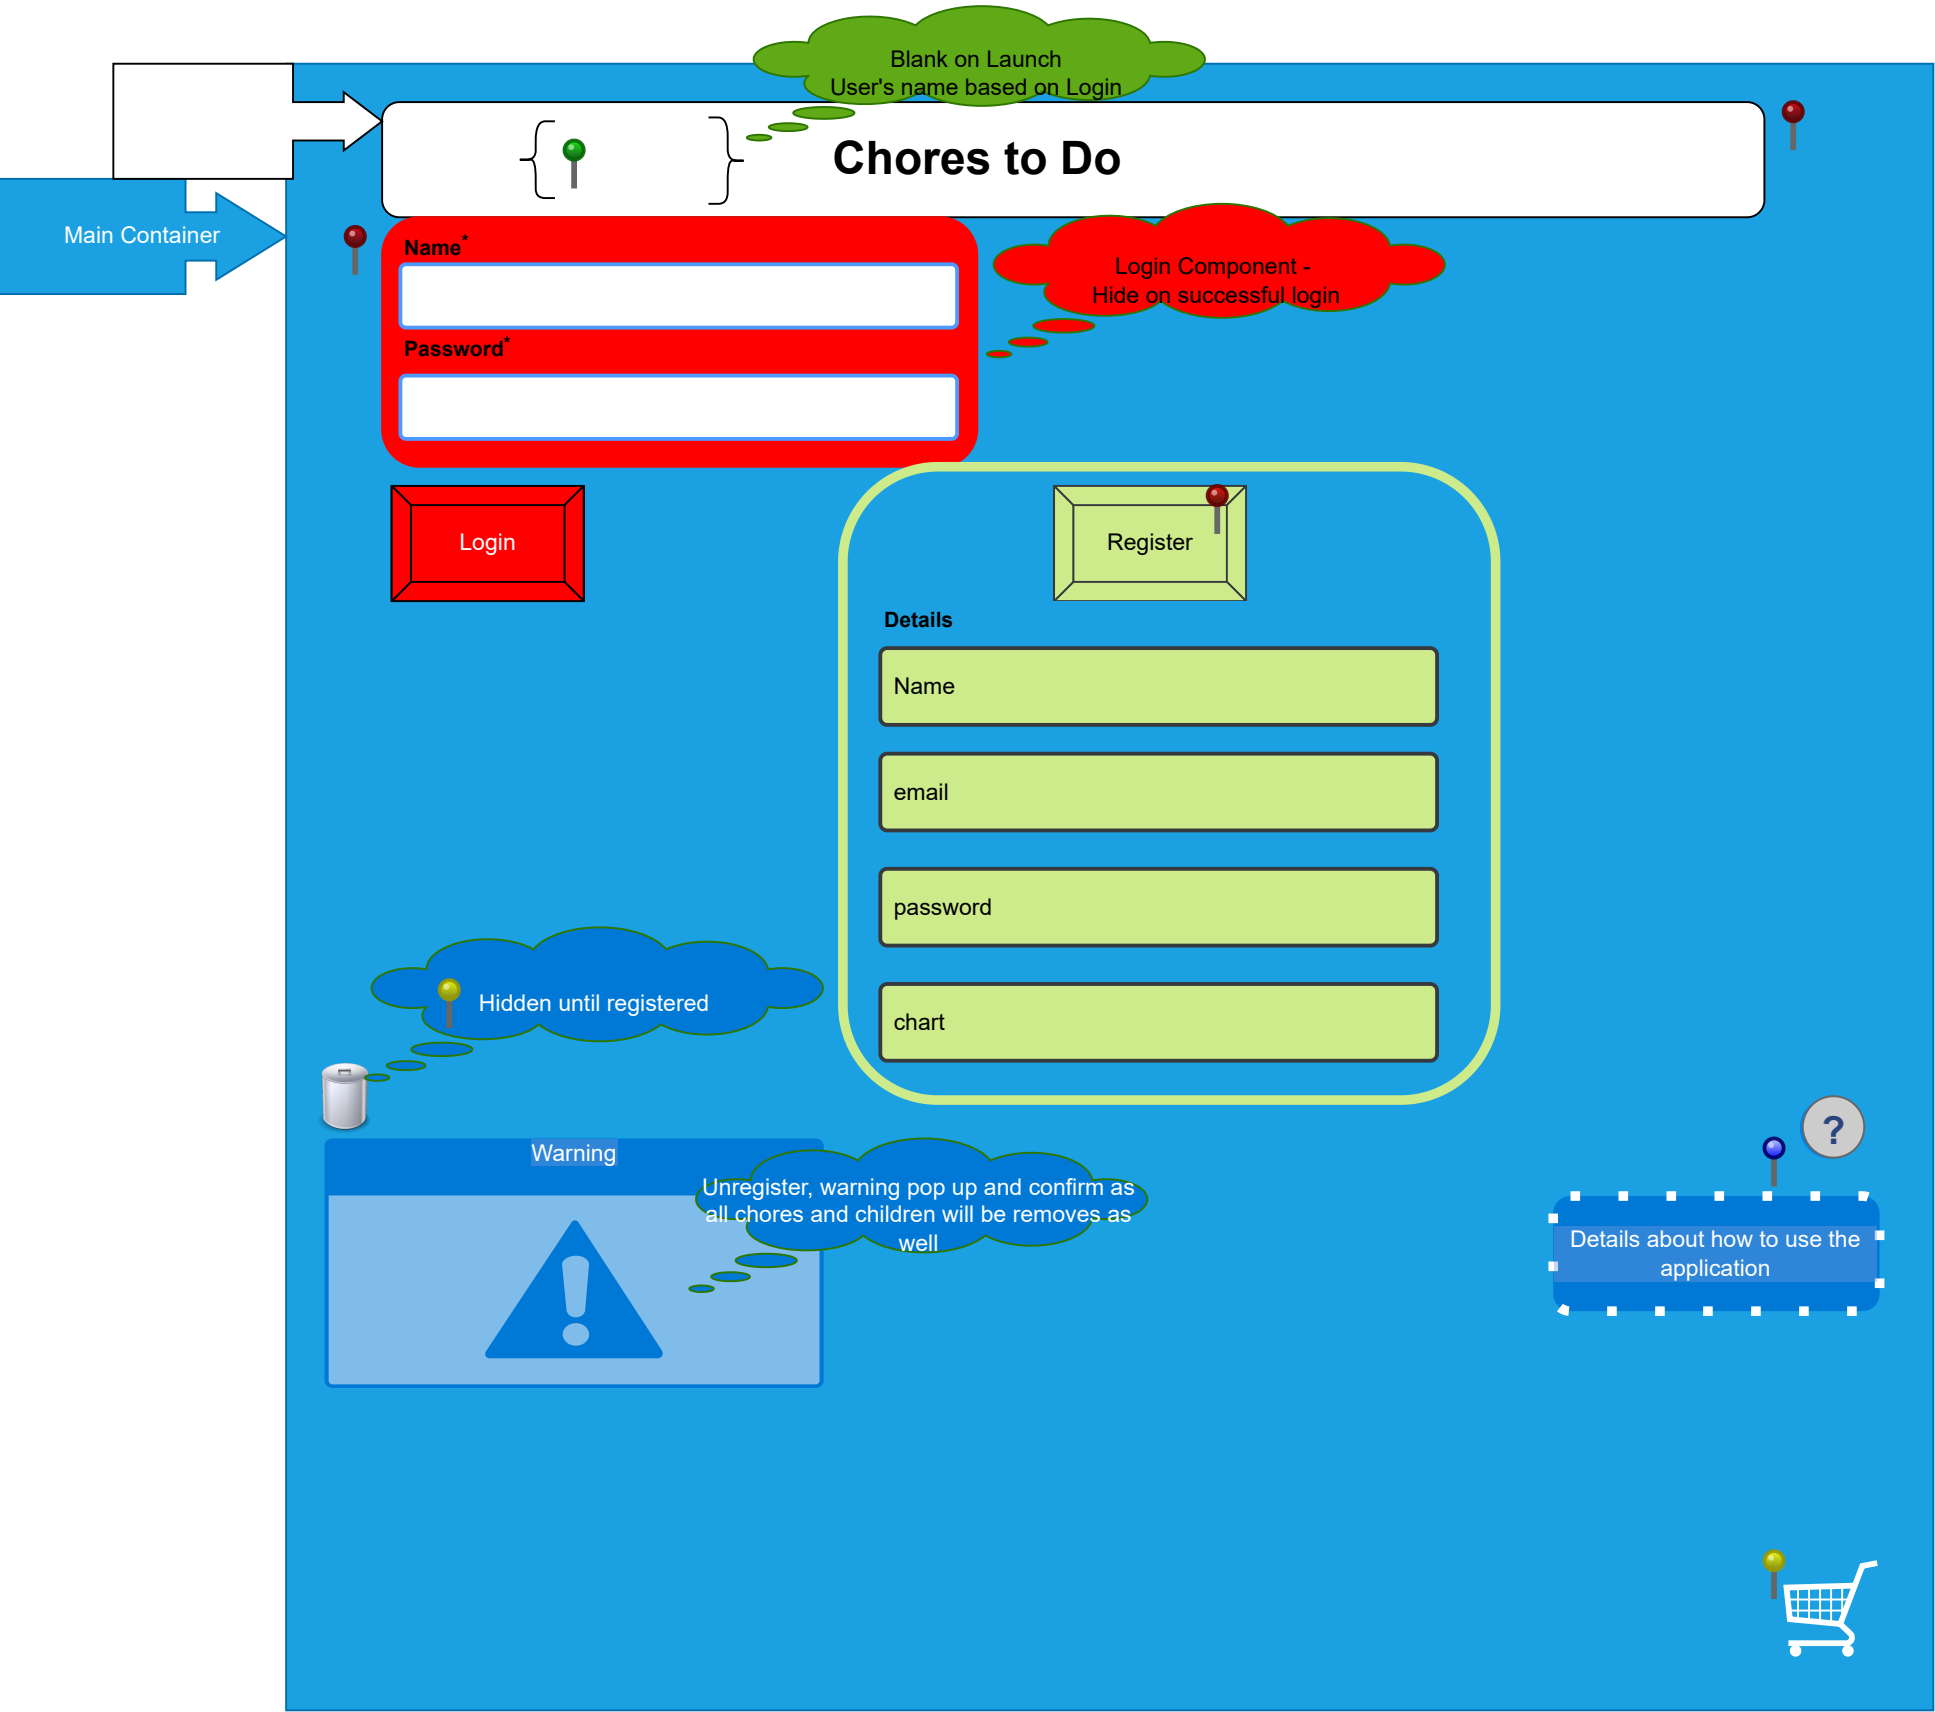 Blank on Launch
User's name based on Login
Chores to Do
Main Container
Name*
Login Component -
Hide on successful login
Password*
Login
Register
Details
Name
email
password
chart
Hidden until registered
Warning
Unregister, warning pop up and confirm as
all chores and children will be removes as
well
?
Details about how to use the
application